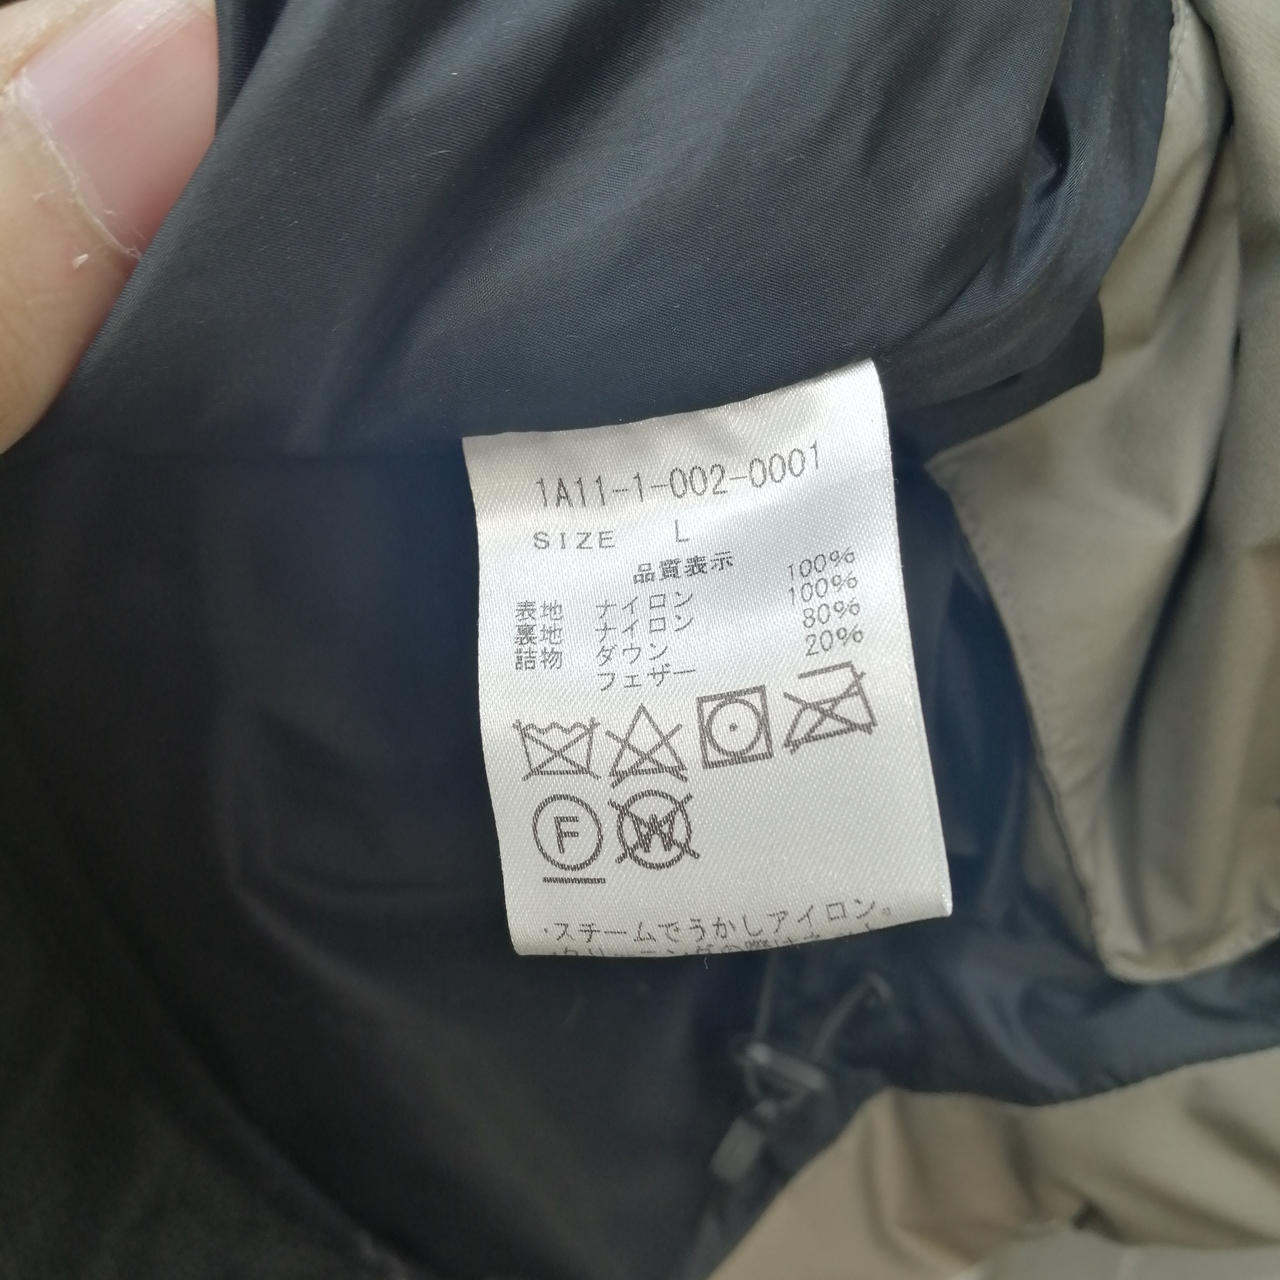 1A11-1-002-0001
SIZE L
品質表示
表地 ナイロン 100%
裏地 ナイロン 100%
詰物 ダウン 80%
フェザー 20%
F W
・スチームでうかしアイロン。